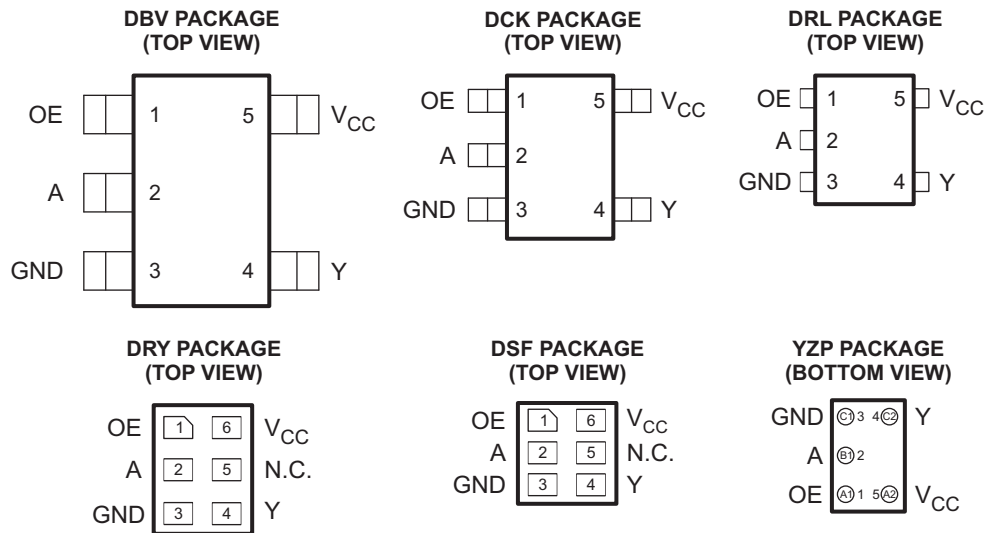 DBV PACKAGE
(TOP VIEW)
OE 1 5 VCC
A 2
GND 3 4 Y
DCK PACKAGE
(TOP VIEW)
OE 1 5 VCC
A 2
GND 3 4 Y
DRL PACKAGE
(TOP VIEW)
OE 1 5 VCC
A 2
GND 3 4 Y
DRY PACKAGE
(TOP VIEW)
OE 1 6 VCC
A 2 5 N.C.
GND 3 4 Y
DSF PACKAGE
(TOP VIEW)
OE 1 6 VCC
A 2 5 N.C.
GND 3 4 Y
YZP PACKAGE
(BOTTOM VIEW)
GND C1 3 4 C2 Y
A B1 2
OE A1 1 5 A2 VCC